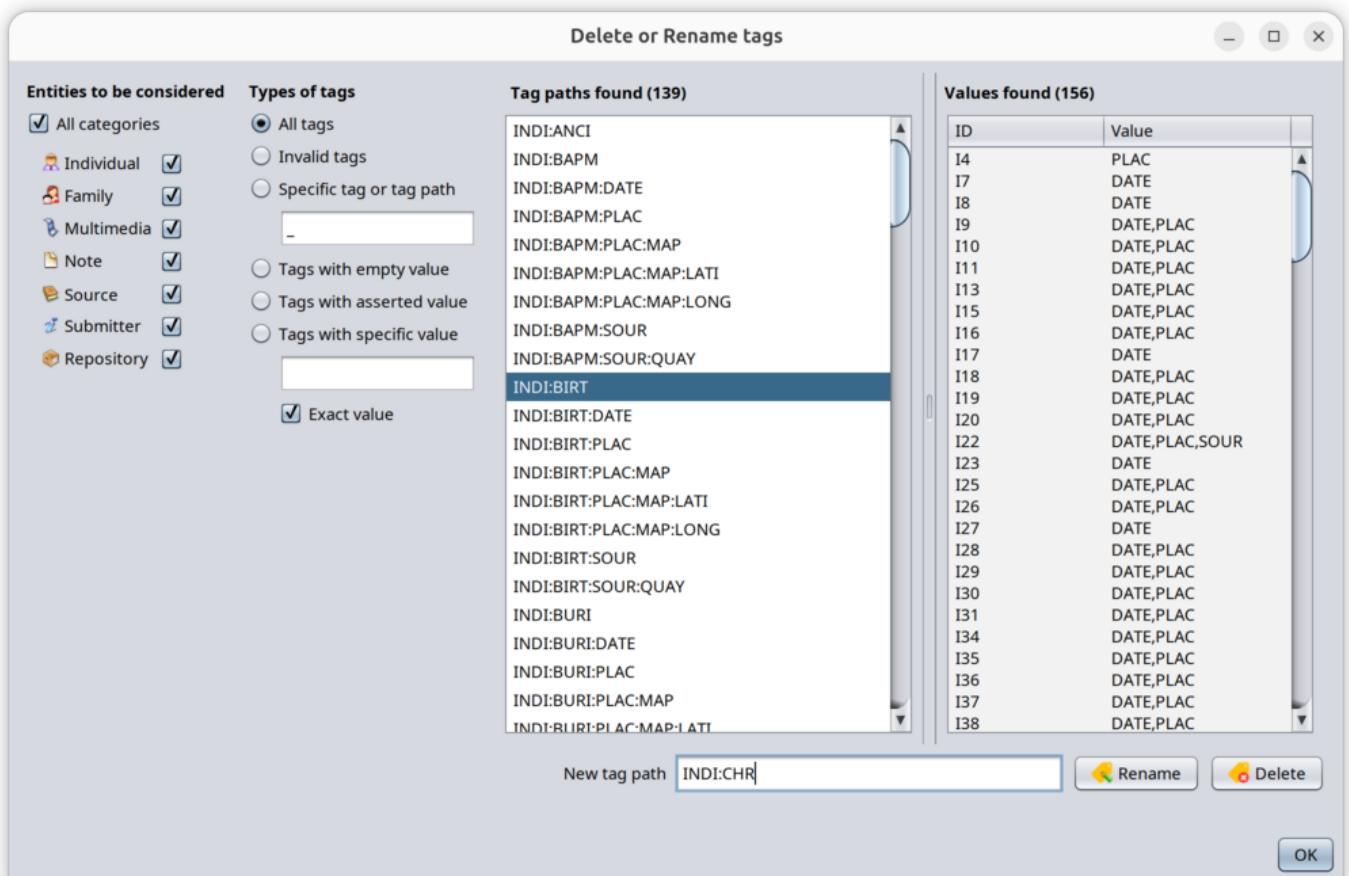 Delete or Rename tags
Entities to be considered
All categories
Individual
Family
Multimedia
Note
Source
Submitter
Repository
Types of tags
All tags
Invalid tags
Specific tag or tag path
_
Tags with empty value
Tags with asserted value
Tags with specific value
Exact value
Tag paths found (139)
INDI:ANCI
INDI:BAPM
INDI:BAPM:DATE
INDI:BAPM:PLAC
INDI:BAPM:PLAC:MAP
INDI:BAPM:PLAC:MAP:LATI
INDI:BAPM:PLAC:MAP:LONG
INDI:BAPM:SOUR
INDI:BAPM:SOUR:QUAY
INDI:BIRT
INDI:BIRT:DATE
INDI:BIRT:PLAC
INDI:BIRT:PLAC:MAP
INDI:BIRT:PLAC:MAP:LATI
INDI:BIRT:PLAC:MAP:LONG
INDI:BIRT:SOUR
INDI:BIRT:SOUR:QUAY
INDI:BURI
INDI:BURI:DATE
INDI:BURI:PLAC
INDI:BURI:PLAC:MAP
INDI:BURI:PLAC:MAP:LATI
Values found (156)
ID Value
I4 PLAC
I7 DATE
I8 DATE
I9 DATE,PLAC
I10 DATE,PLAC
I11 DATE,PLAC
I13 DATE,PLAC
I15 DATE,PLAC
I16 DATE,PLAC
I17 DATE
I18 DATE,PLAC
I19 DATE,PLAC
I20 DATE,PLAC
I22 DATE,PLAC,SOUR
I23 DATE
I25 DATE,PLAC
I26 DATE,PLAC
I27 DATE
I28 DATE,PLAC
I29 DATE,PLAC
I30 DATE,PLAC
I31 DATE,PLAC
I34 DATE,PLAC
I35 DATE,PLAC
I36 DATE,PLAC
I37 DATE,PLAC
I38 DATE,PLAC
New tag path INDI:CHR Rename Delete
OK